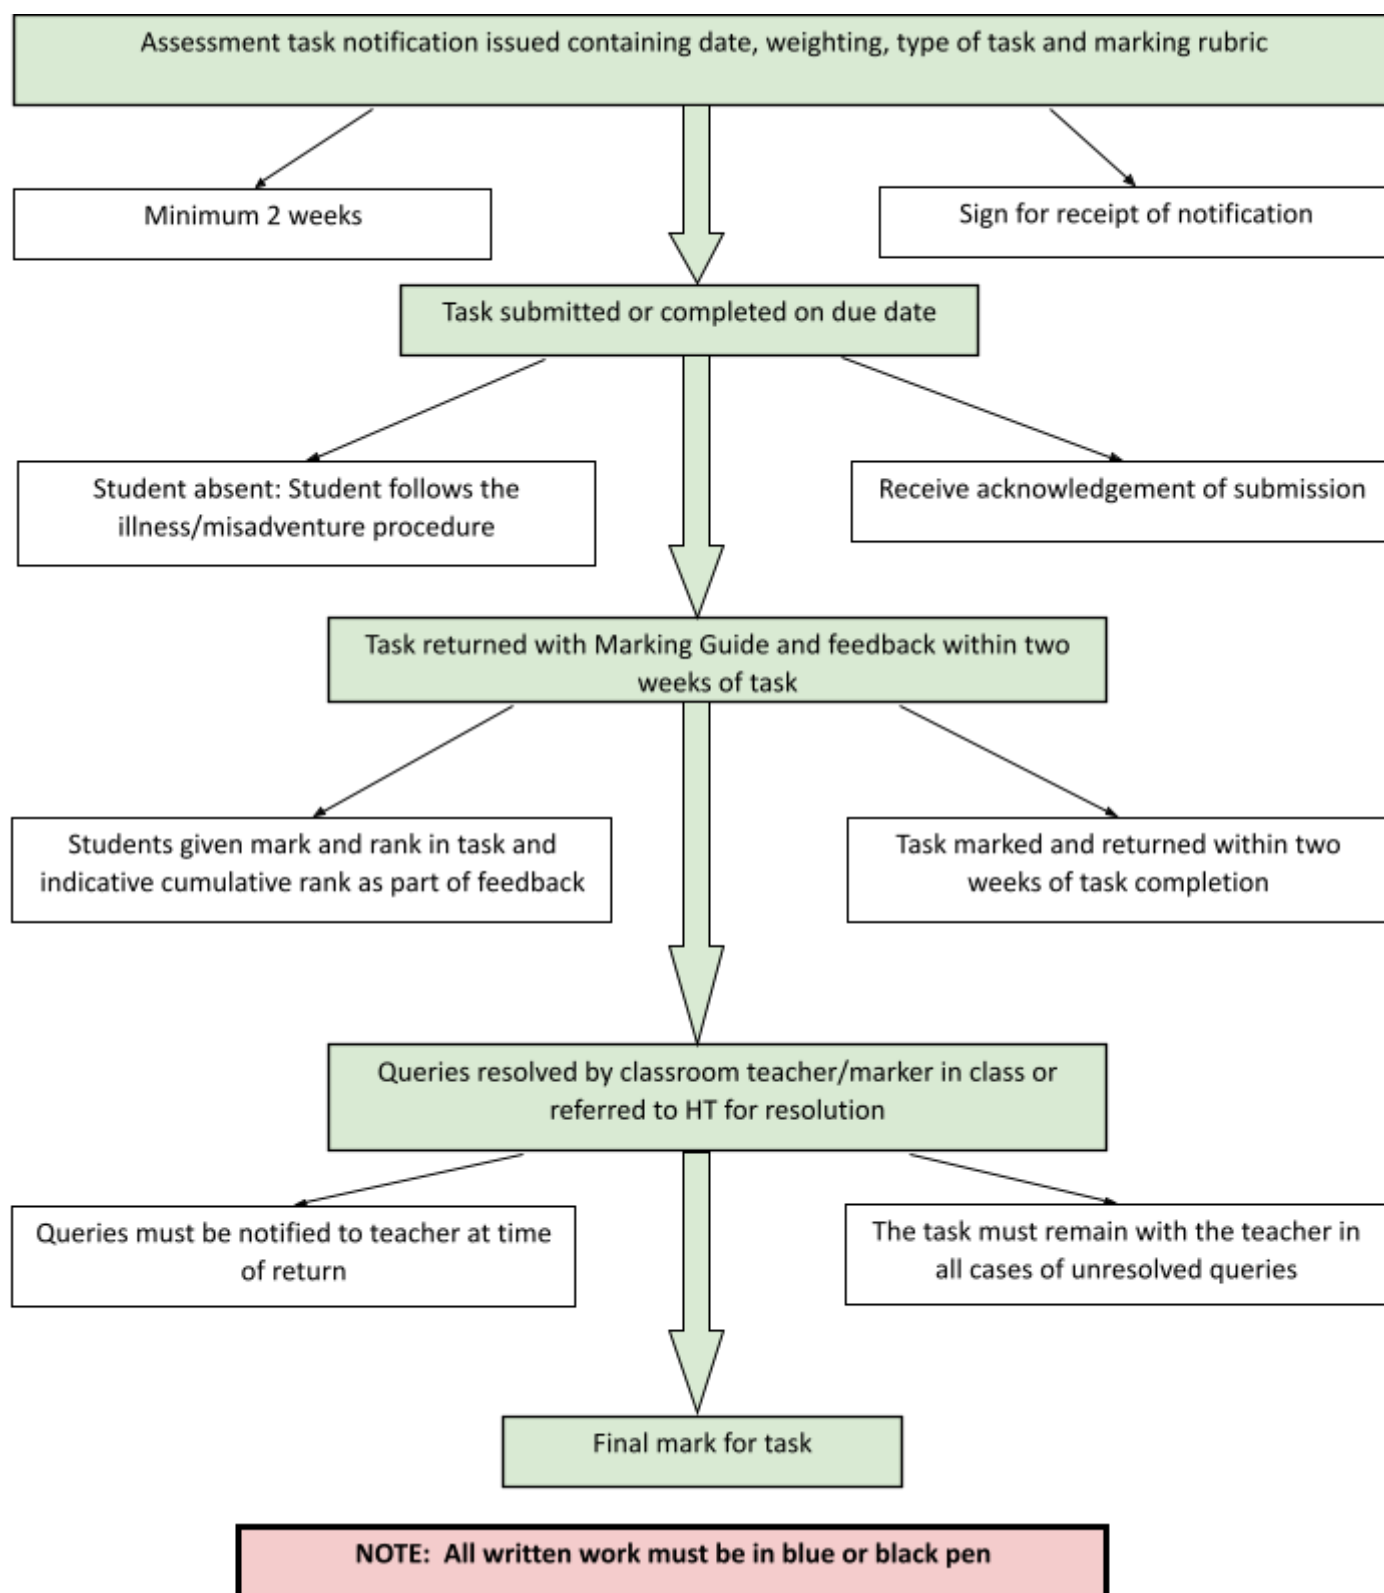 Assessment task notification issued containing date, weighting, type of task and marking rubric
Minimum 2 weeks
Sign for receipt of notification
Task submitted or completed on due date
Student absent: Student follows the
illness/misadventure procedure
Receive acknowledgement of submission
Task returned with Marking Guide and feedback within two
weeks of task
Students given mark and rank in task and
indicative cumulative rank as part of feedback
Task marked and returned within two
weeks of task completion
Queries resolved by classroom teacher/marker in class or
referred to HT for resolution
Queries must be notified to teacher at time
of return
The task must remain with the teacher in
all cases of unresolved queries
Final mark for task
NOTE: All written work must be in blue or black pen